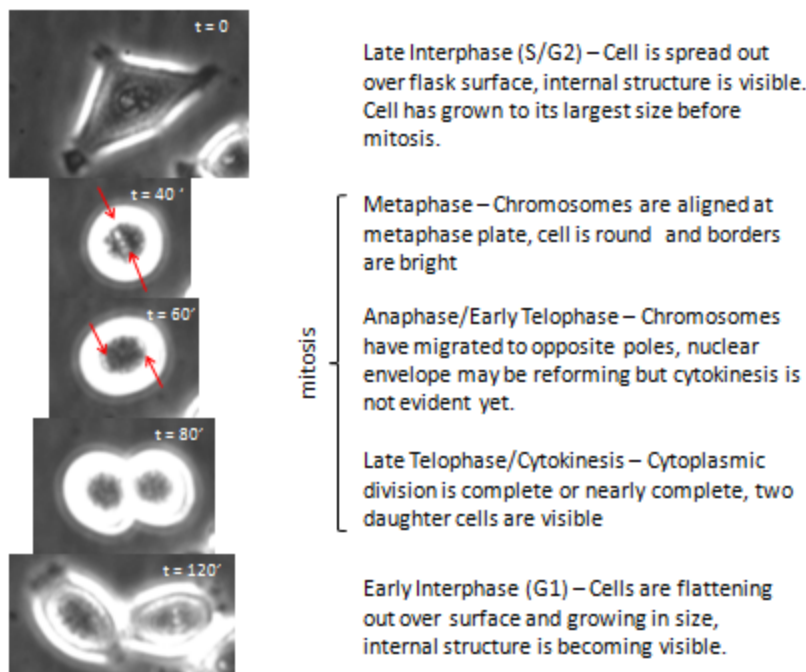 t = 0
Late Interphase (S/G2) – Cell is spread out
over flask surface, internal structure is visible.
Cell has grown to its largest size before
mitosis.
t = 40 ′
Metaphase – Chromosomes are aligned at
metaphase plate, cell is round and borders
are bright
t = 60′
mitosis
Anaphase/Early Telophase – Chromosomes
have migrated to opposite poles, nuclear
envelope may be reforming but cytokinesis is
not evident yet.
t = 80′
Late Telophase/Cytokinesis – Cytoplasmic
division is complete or nearly complete, two
daughter cells are visible
t = 120′
Early Interphase (G1) – Cells are flattening
out over surface and growing in size,
internal structure is becoming visible.